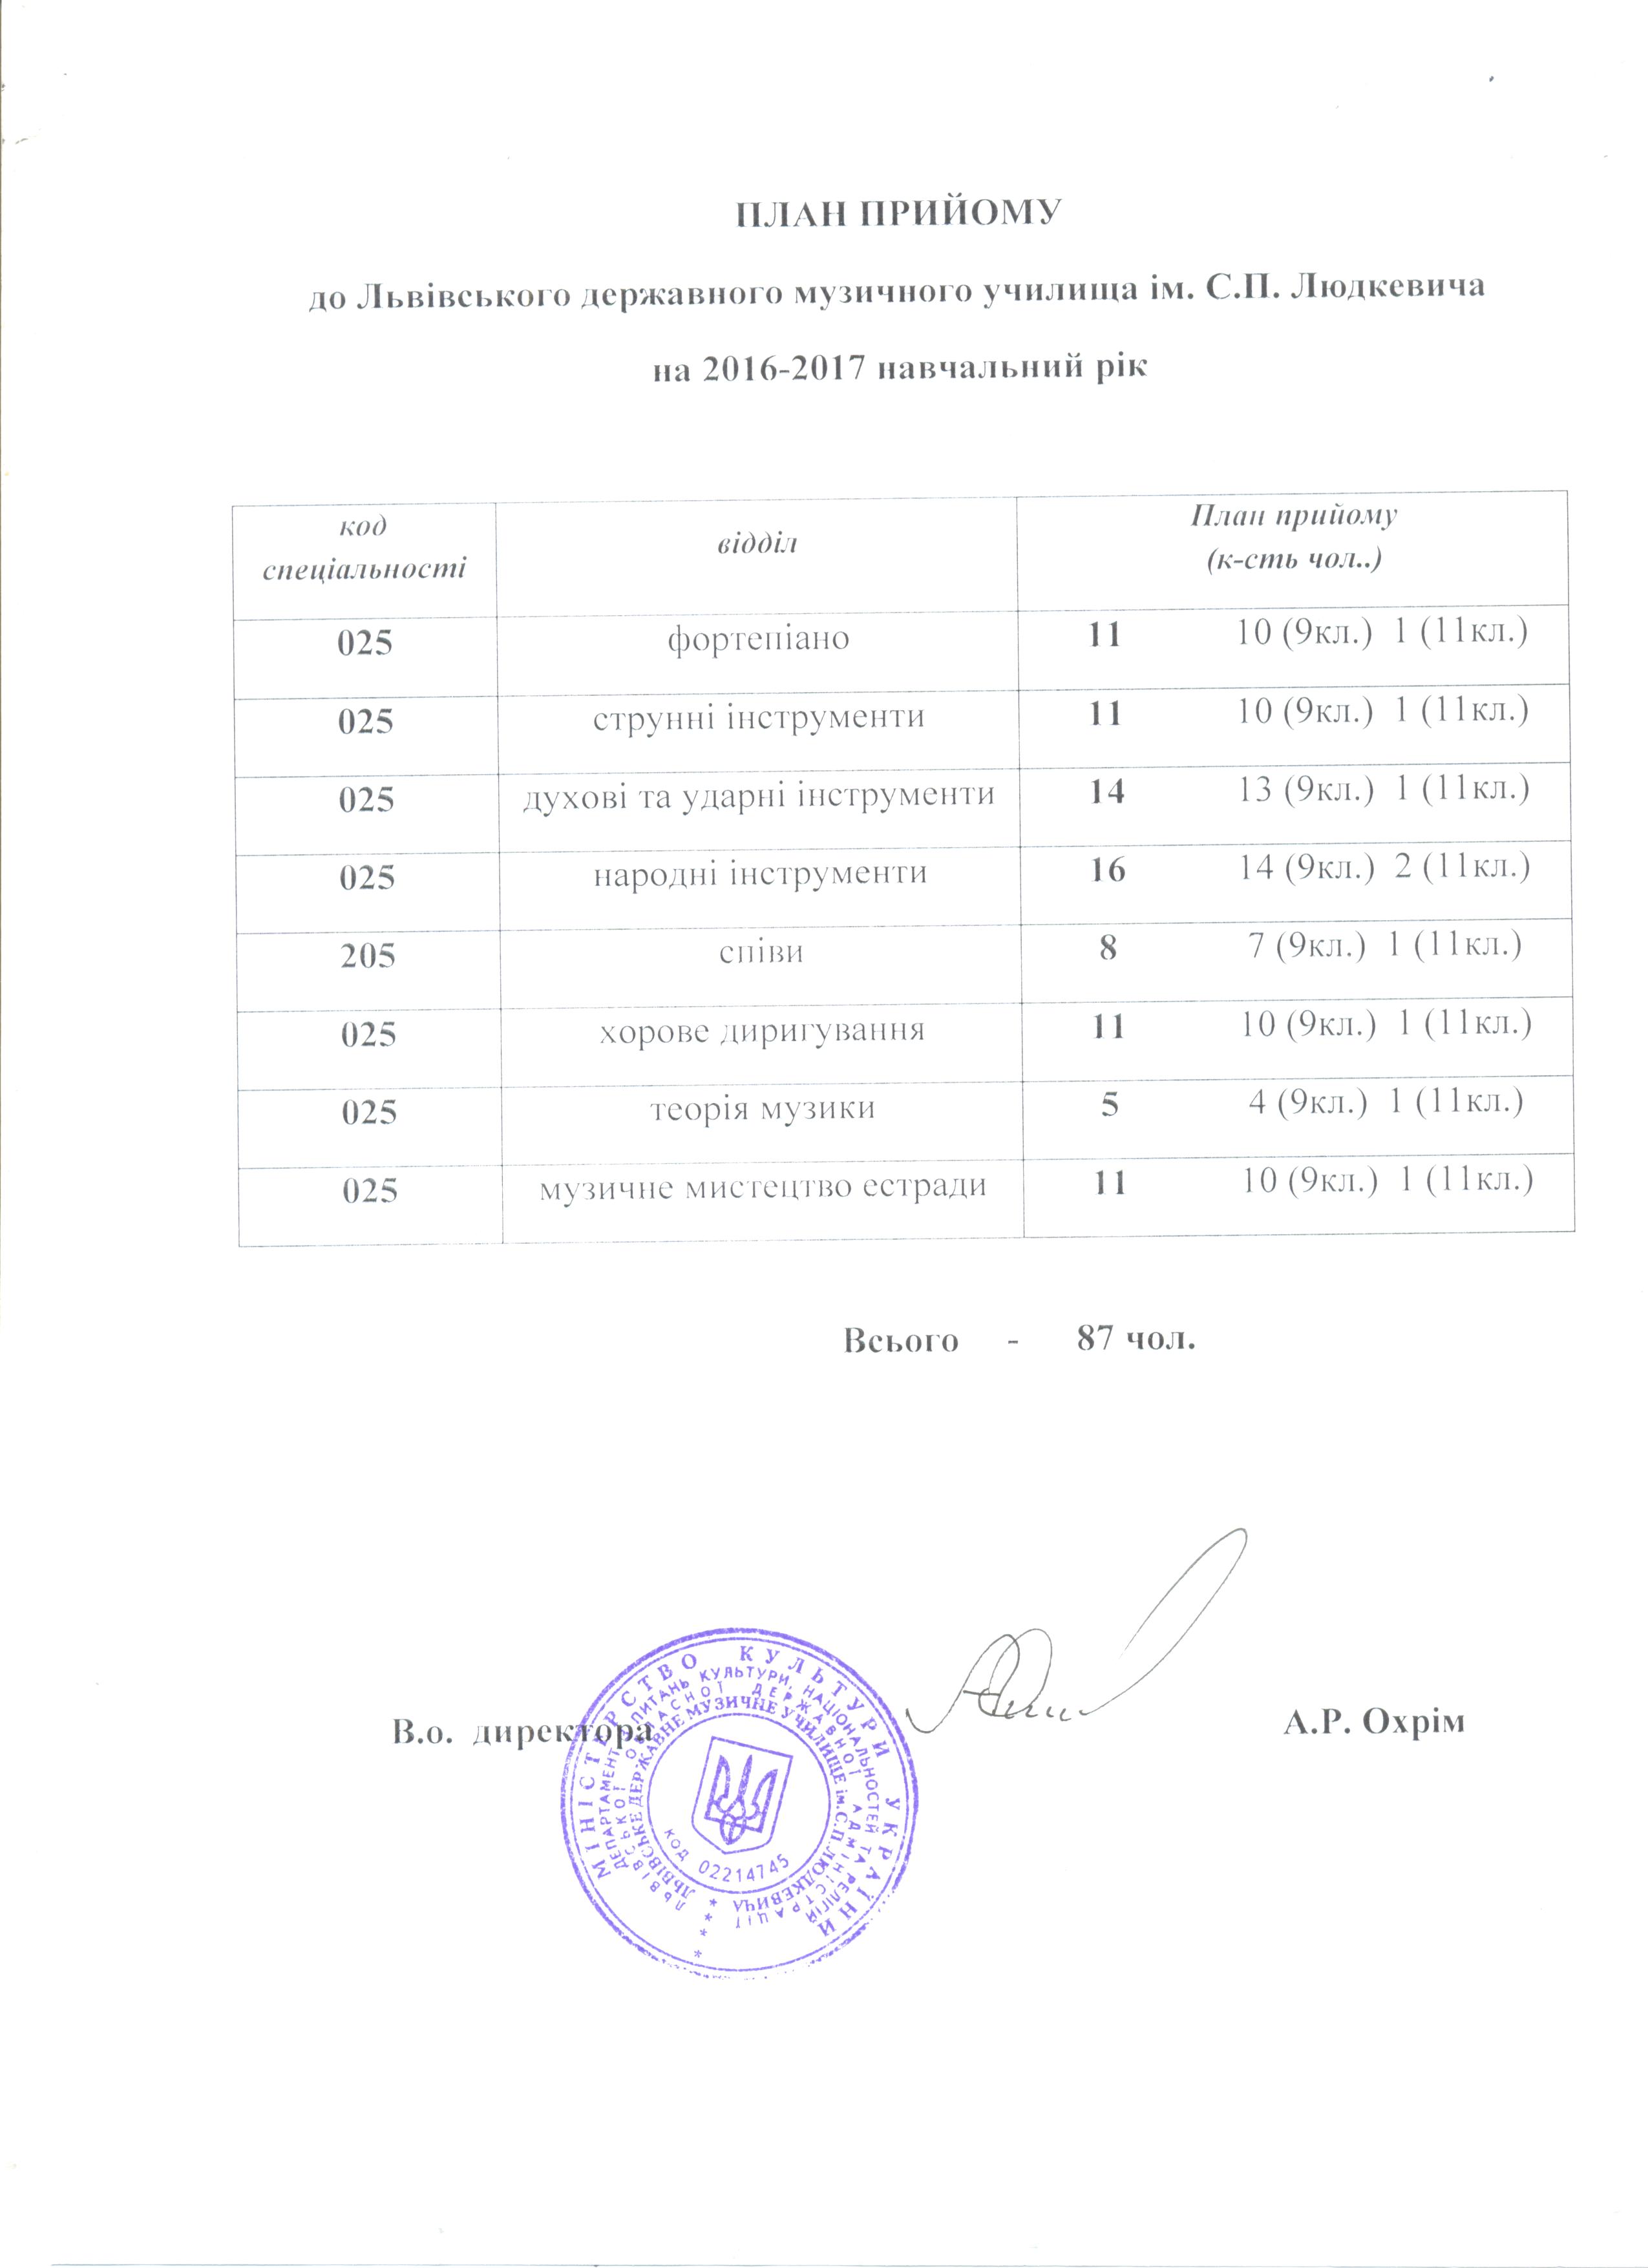 ПЛАН ПРИЙОМУ
до Львівського державного музичного училища ім. С.П. Людкевича
на 2016-2017 навчальний рік
код спеціальності відділ План прийому (к-сть чол..)
025 фортепіано 11 10 (9кл.) 1 (11кл.)
025 струнні інструменти 11 10 (9кл.) 1 (11кл.)
025 духові та ударні інструменти 14 13 (9кл.) 1 (11кл.)
025 народні інструменти 16 14 (9кл.) 2 (11кл.)
205 співи 8 7 (9кл.) 1 (11кл.)
025 хорове диригування 11 10 (9кл.) 1 (11кл.)
025 теорія музики 5 4 (9кл.) 1 (11кл.)
025 музичне мистецтво естради 11 10 (9кл.) 1 (11кл.)
Всього - 87 чол.
В.о. директора А.Р. Охрім
МІНІСТЕРСТВО КУЛЬТУРИ УКРАЇНИ
ДЕПАРТАМЕНТ З ПИТАНЬ КУЛЬТУРИ, НАЦІОНАЛЬНОСТЕЙ ТА РЕЛІГІЙ
ЛЬВІВСЬКОЇ ОБЛАСНОЇ ДЕРЖАВНОЇ АДМІНІСТРАЦІЇ
ЛЬВІВСЬКЕ ДЕРЖАВНЕ МУЗИЧНЕ УЧИЛИЩЕ ім.С.П.ЛЮДКЕВИЧА
КОД 02214745